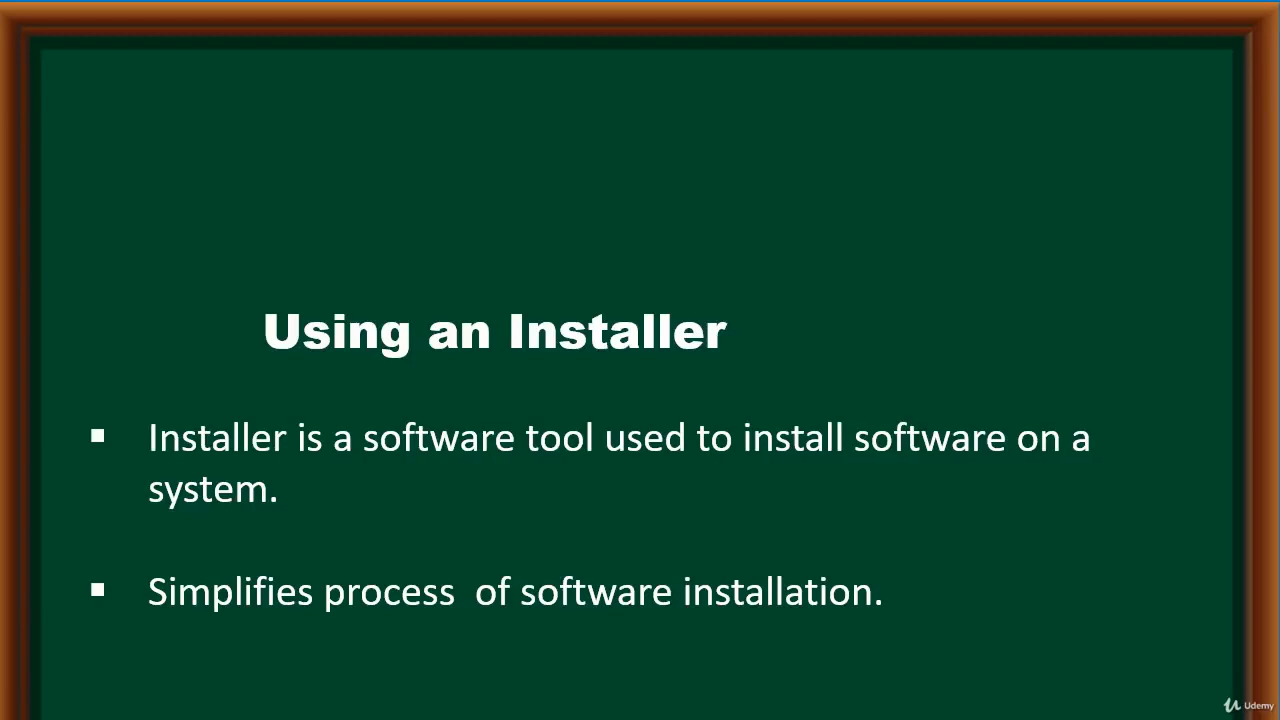 Using an Installer
▪ Installer is a software tool used to install software on a
system.
▪ Simplifies process  of software installation.
Udemy